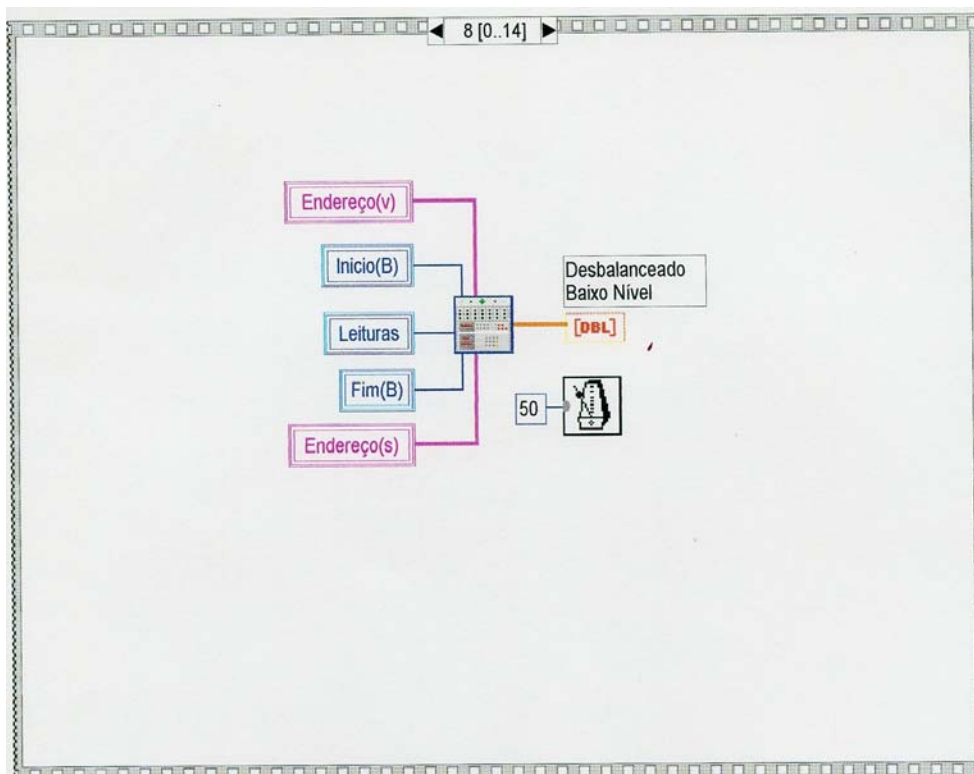 8 [0..14]
Endereço(v)
Inicio(B)
Desbalanceado
Baixo Nível
Leituras
[DBL]
Fim(B)
50
Endereço(s)